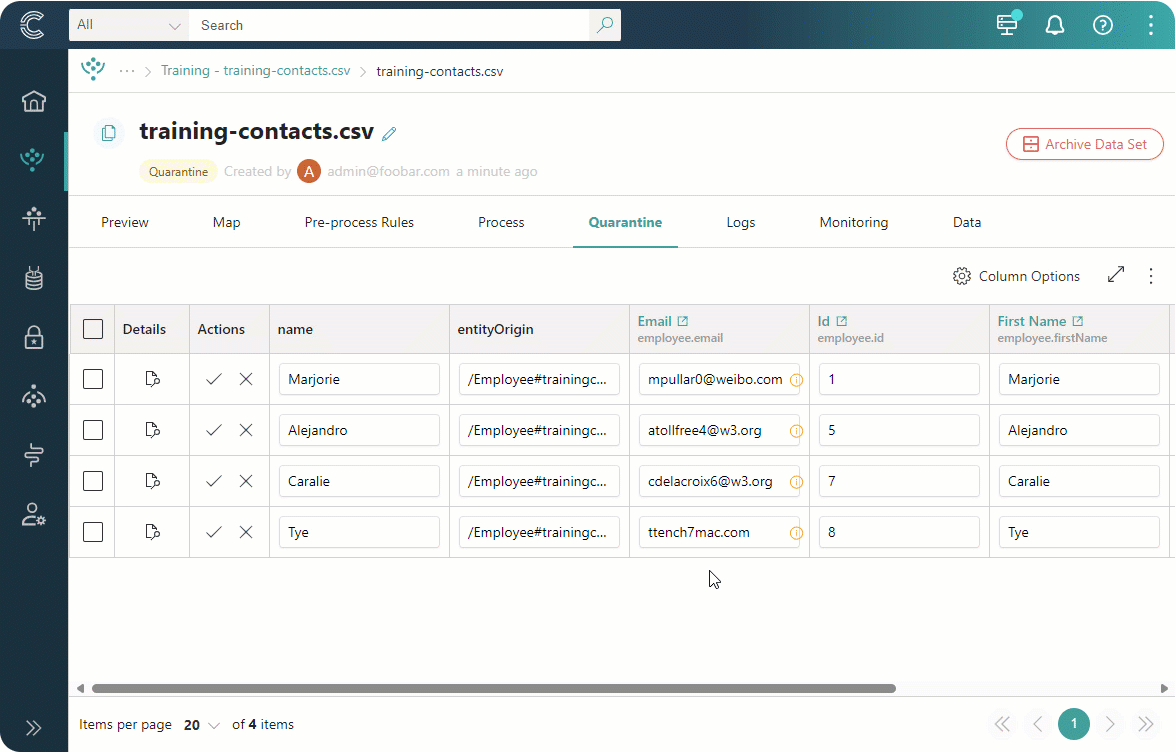 All Search
··· Training - training-contacts.csv training-contacts.csv
training-contacts.csv
Archive Data Set
Quarantine Created by A admin@foobar.com a minute ago
Preview Map Pre-process Rules Process Quarantine Logs Monitoring Data
Column Options
Details Actions name entityOrigin Email Id First Name
employee.email employee.id employee.firstName
Marjorie /Employee#trainingc... mpullar0@weibo.com 1 Marjorie
Alejandro /Employee#trainingc... atollfree4@w3.org 5 Alejandro
Caralie /Employee#trainingc... cdelacroix6@w3.org 7 Caralie
Tye /Employee#trainingc... ttench7mac.com 8 Tye
Items per page 20 of 4 items 1